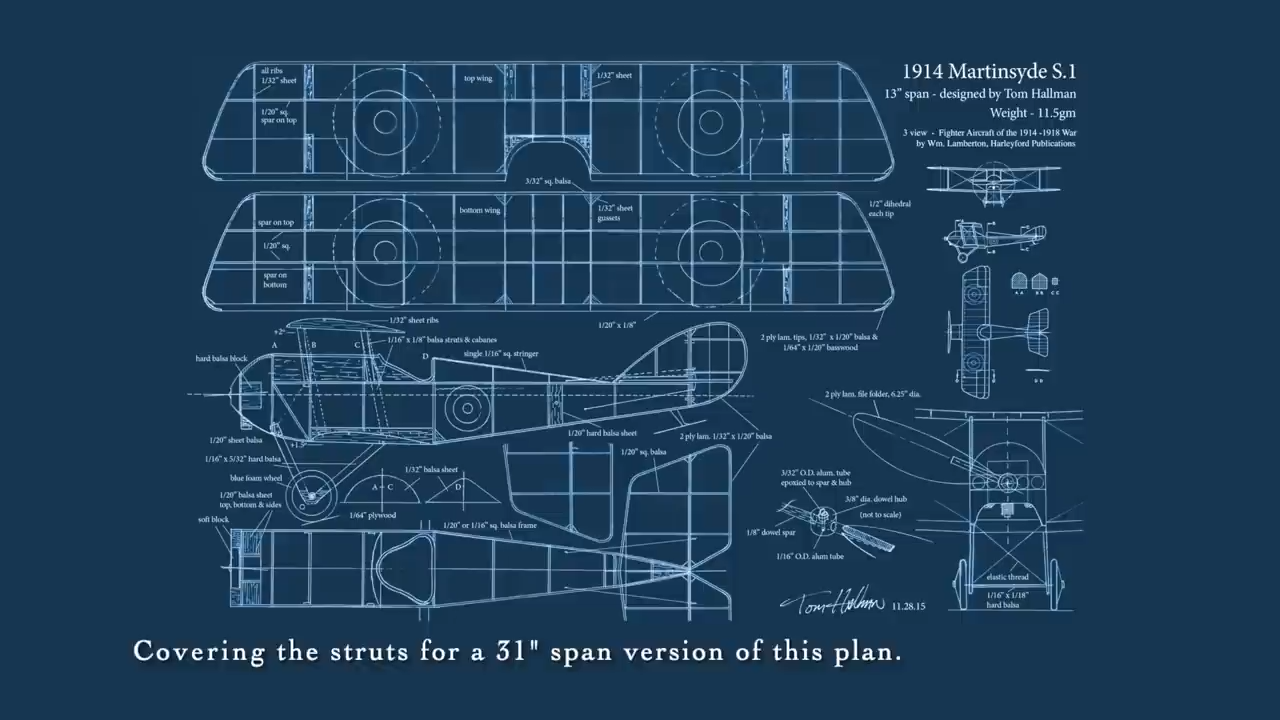 1914 Martinsyde S.1
13” span - designed by Tom Hallman
Weight - 11.5gm
3 view - Fighter Aircraft of the 1914 -1918 War
by Wm. Lamberton, Harleyford Publications
all ribs
1/32" sheet
top wing
1/32" sheet
1/20" sq.
spar on top
3/32" sq. balsa
bottom wing
1/32" sheet
gussets
1/2" dihedral
each tip
spar on top
1/20" sq.
spar on
bottom
A A
B B
C C
D D
1/32" sheet ribs
1/20" x 1/8"
+2°
A
B
C
1/16" x 1/8" balsa struts & cabanes
2 ply lam. tips, 1/32" x 1/20" balsa &
1/64" x 1/20" basswood
hard balsa block
D
single 1/16" sq. stringer
2 ply lam. file folder, 6.25" dia.
1/20" sheet balsa
+1.5°
1/20" hard balsa sheet
2 ply lam. 1/32" x 1/20" balsa
1/16" x 5/32" hard balsa
1/20" sq. balsa
blue foam wheel
1/32" balsa sheet
A - C
D
3/32" O.D. alum. tube
epoxied to spar & hub
1/20" balsa sheet
top, bottom & sides
3/8" dia. dowel hub
(not to scale)
soft block
1/64" plywood
1/20" or 1/16" sq. balsa frame
1/8" dowel spar
1/16" O.D. alum tube
elastic thread
1/16" x 1/18"
hard balsa
Tom Hallman 11.28.15
Covering the struts for a 31" span version of this plan.